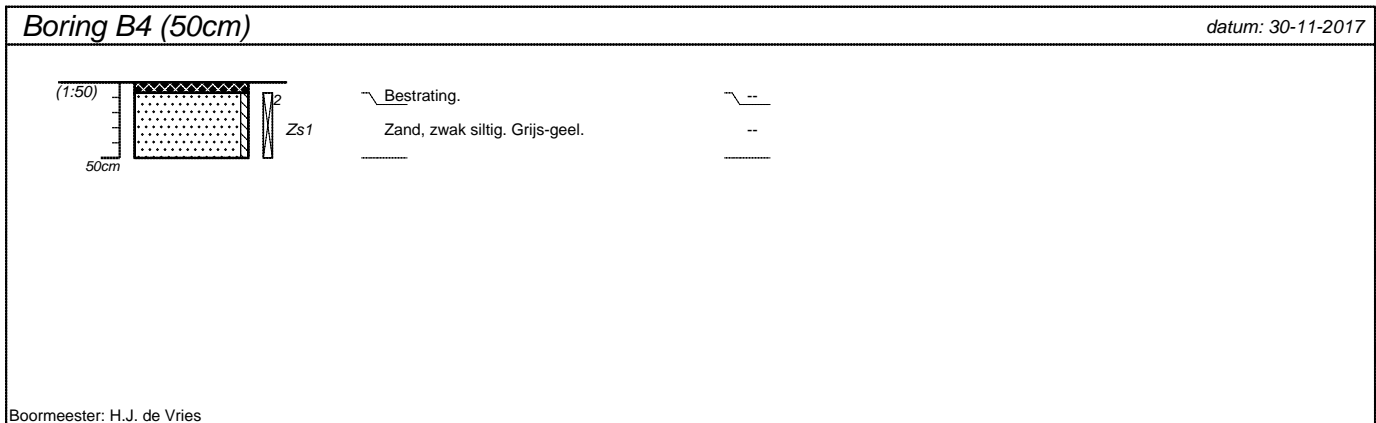 Boring B4 (50cm) datum: 30-11-2017
(1:50) 2 Bestrating. --
Zs1 Zand, zwak siltig. Grijs-geel. --
50cm
Boormeester: H.J. de Vries